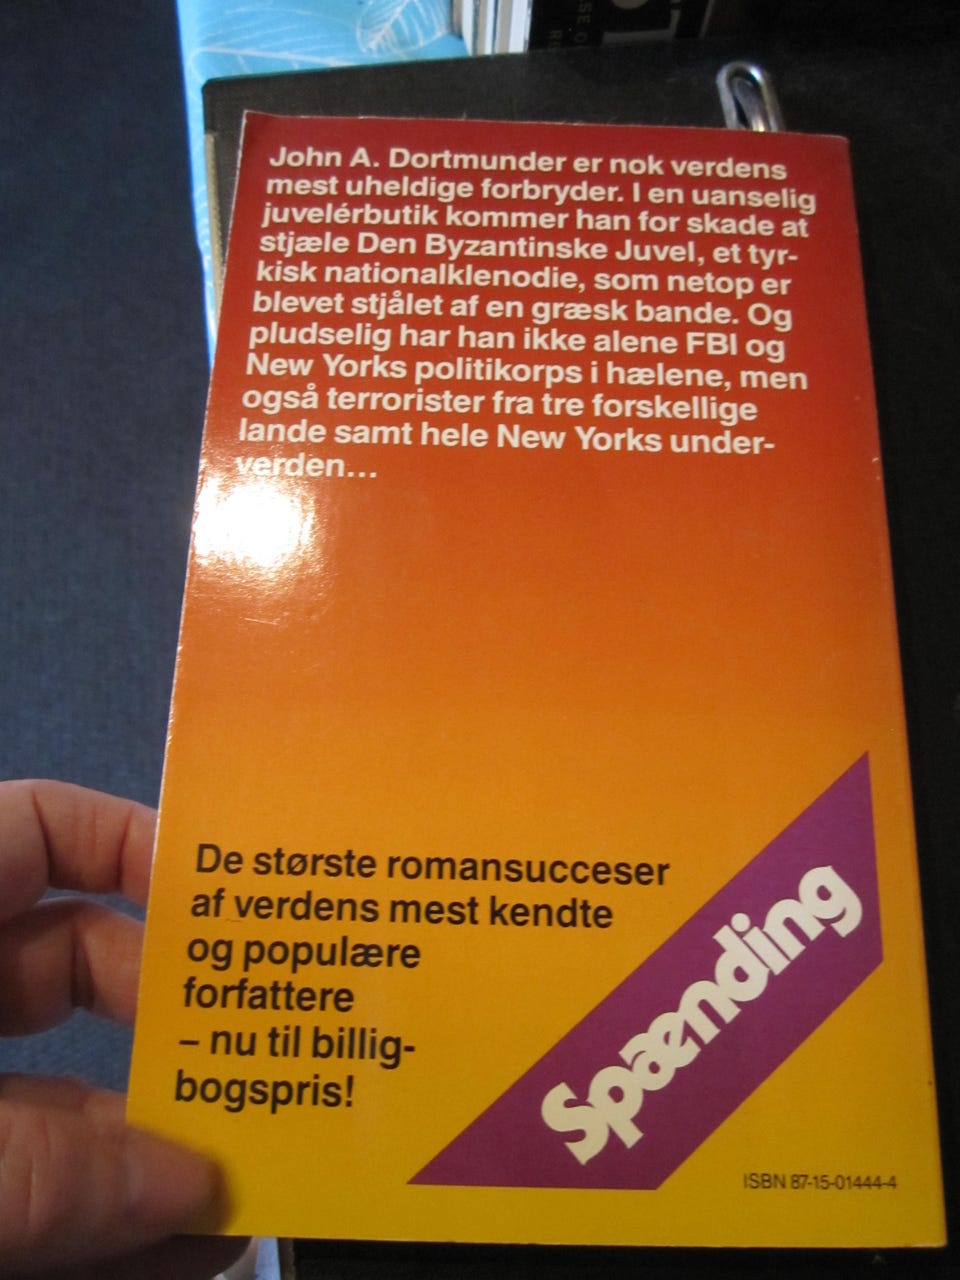 John A. Dortmunder er nok verdens
mest uheldige forbryder. I en uanselig
juvelérbutik kommer han for skade at
stjæle Den Byzantinske Juvel, et tyr-
kisk nationalklenodie, som netop er
blevet stjålet af en græsk bande. Og
pludselig har han ikke alene FBI og
New Yorks politikorps i hælene, men
også terrorister fra tre forskellige
lande samt hele New Yorks under-
verden...
De største romansucceser
af verdens mest kendte
og populære
forfattere
– nu til billig-
bogspris!
Spænding
ISBN 87-15-01444-4